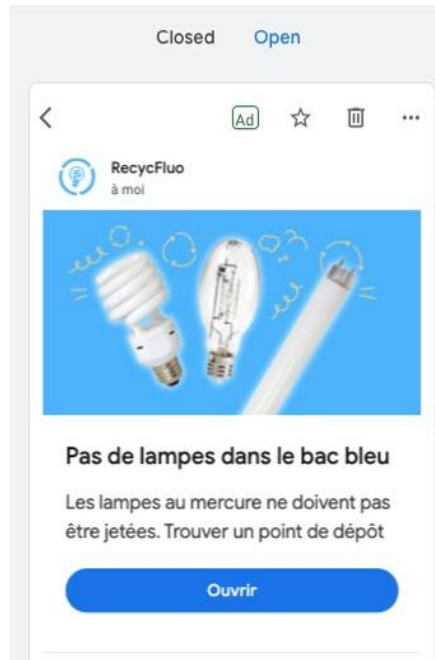 Closed Open
Ad
RecycFluo
à moi
Pas de lampes dans le bac bleu
Les lampes au mercure ne doivent pas
être jetées. Trouver un point de dépôt
Ouvrir